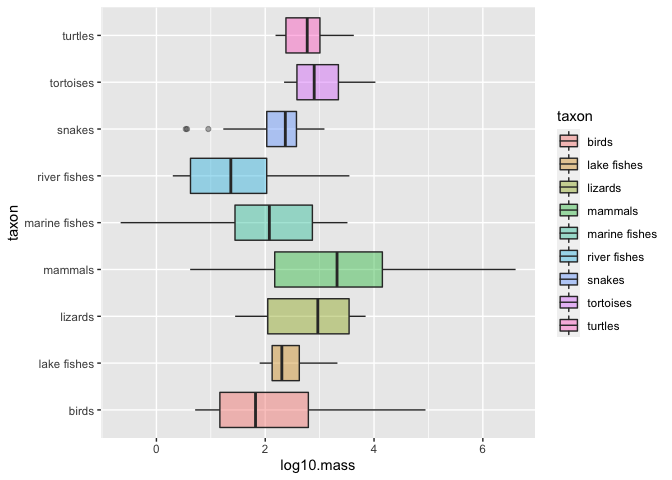 turtles
tortoises
snakes
river fishes
marine fishes
mammals
lizards
lake fishes
birds
taxon
0 2 4 6
log10.mass
taxon
birds
lake fishes
lizards
mammals
marine fishes
river fishes
snakes
tortoises
turtles